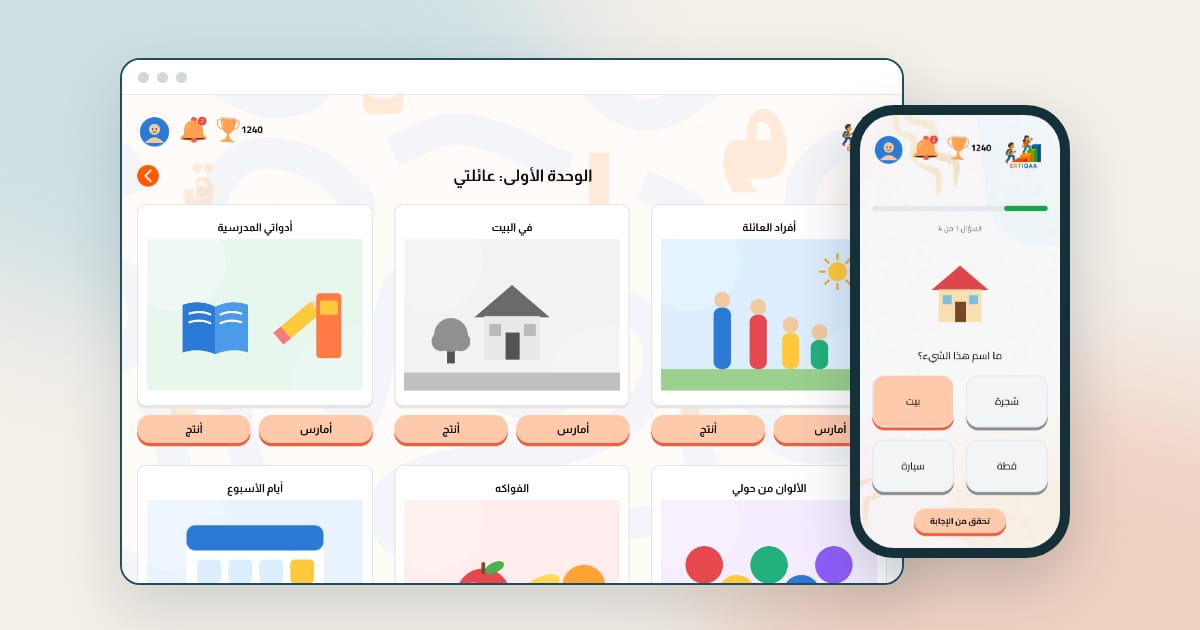 1240
2
الوحدة الأولى: عائلتي
أفراد العائلة
في البيت
أدواتي المدرسية
أمارس
أنتج
أمارس
أنتج
أمارس
أنتج
الألوان من حولي
الفواكه
أيام الأسبوع
1240
2
ERTIQAA
السؤال 1 من 4
ما اسم هذا الشيء؟
شجرة
بيت
قطة
سيارة
تحقق من الإجابة